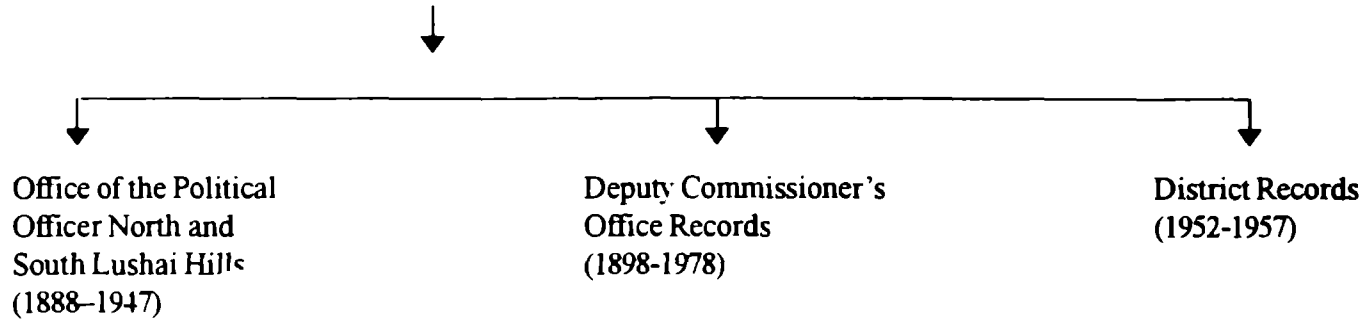 Office of the Political
Officer North and
South Lushai Hills
(1888–1947)
Deputy Commissioner's
Office Records
(1898-1978)
District Records
(1952-1957)